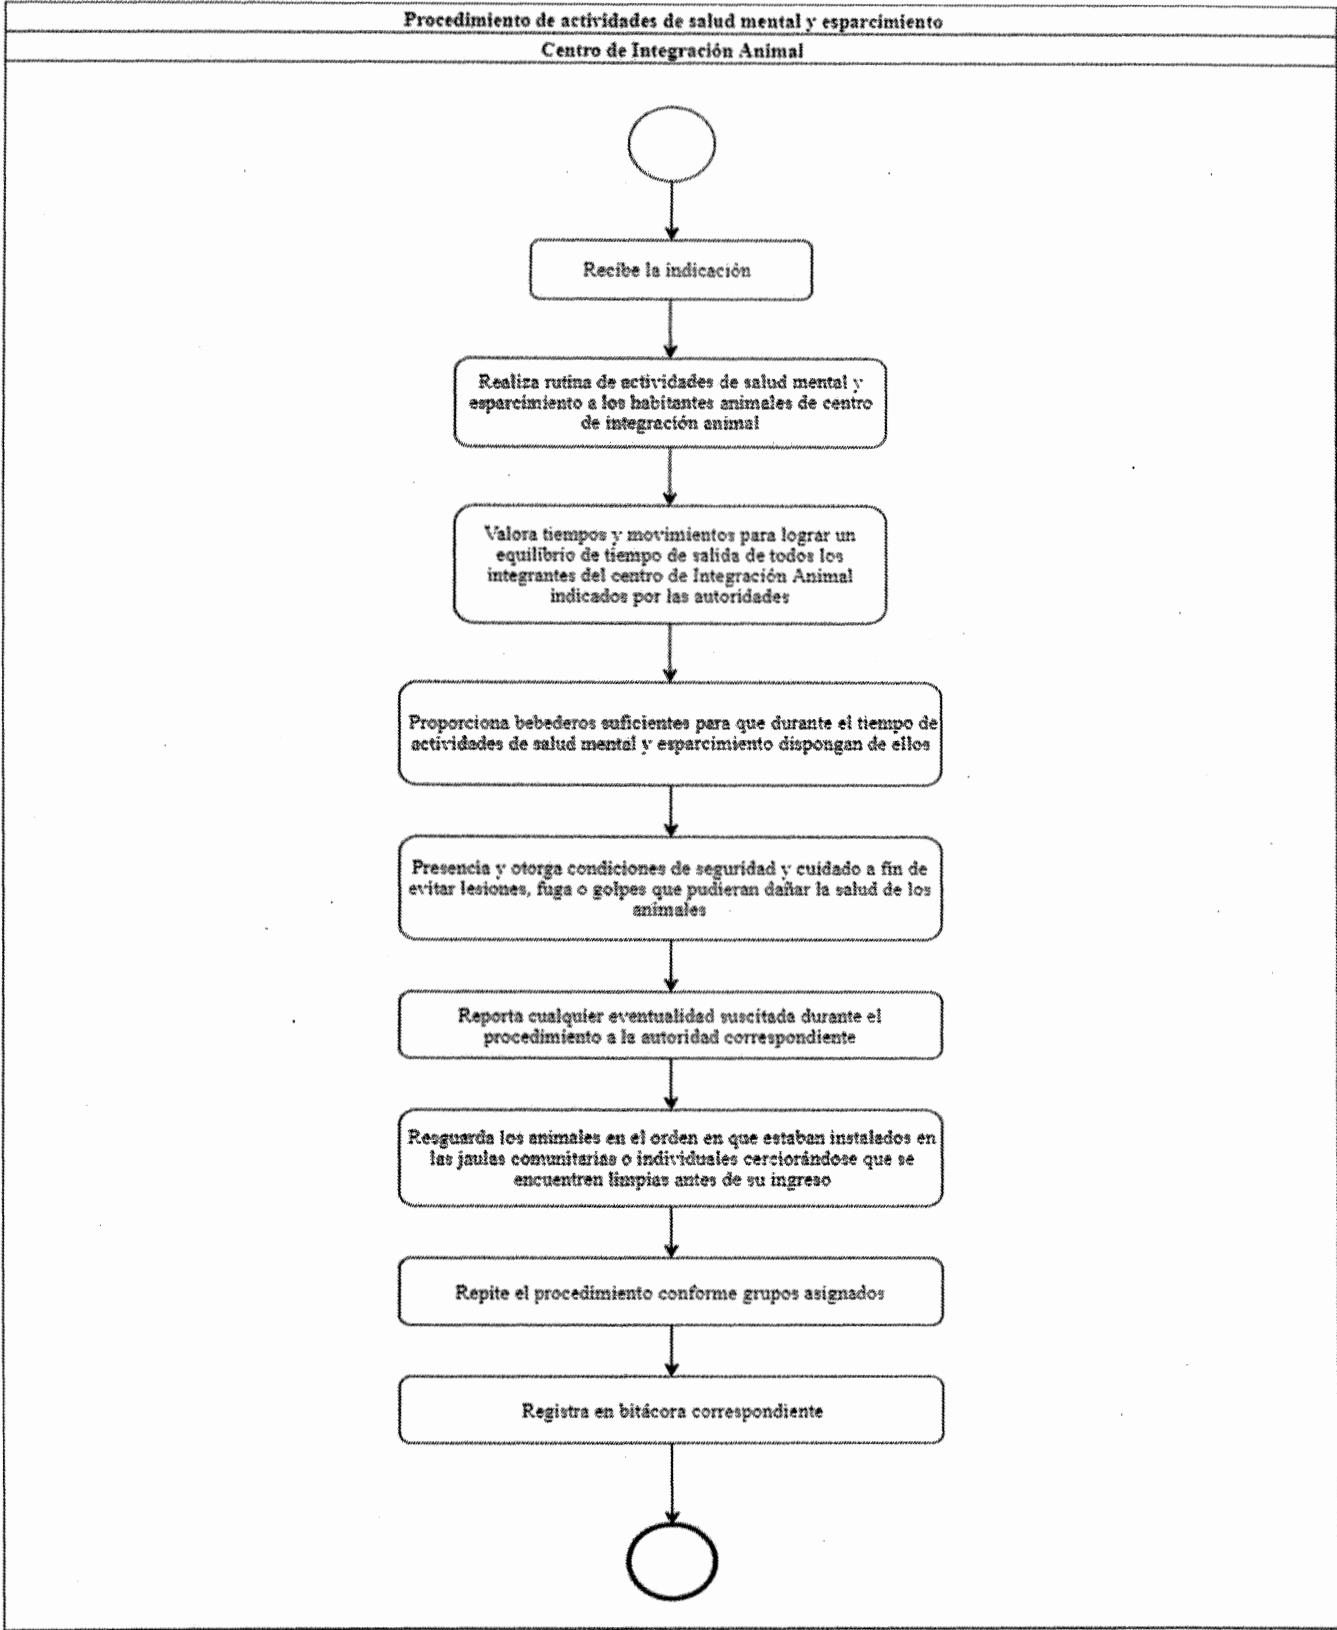 Procedimiento de actividades de salud mental y esparcimiento
Centro de Integración Animal
Recibe la indicación
Realiza rutina de actividades de salud mental y
esparcimiento a los habitantes animales de centro
de integración animal
Valora tiempos y movimientos para lograr un
equilibrio de tiempo de salida de todos los
integrantes del centro de Integración Animal
indicados por las autoridades
Proporciona bebederos suficientes para que durante el tiempo de
actividades de salud mental y esparcimiento dispongan de ellos
Presencia y otorga condiciones de seguridad y cuidado a fin de
evitar lesiones, fuga o golpes que pudieran dañar la salud de los
animales
Reporta cualquier eventualidad suscitada durante el
procedimiento a la autoridad correspondiente
Resguarda los animales en el orden en que estaban instalados en
las jaulas comunitarias o individuales cerciorándose que se
encuentren limpias antes de su ingreso
Repite el procedimiento conforme grupos asignados
Registra en bitácora correspondiente